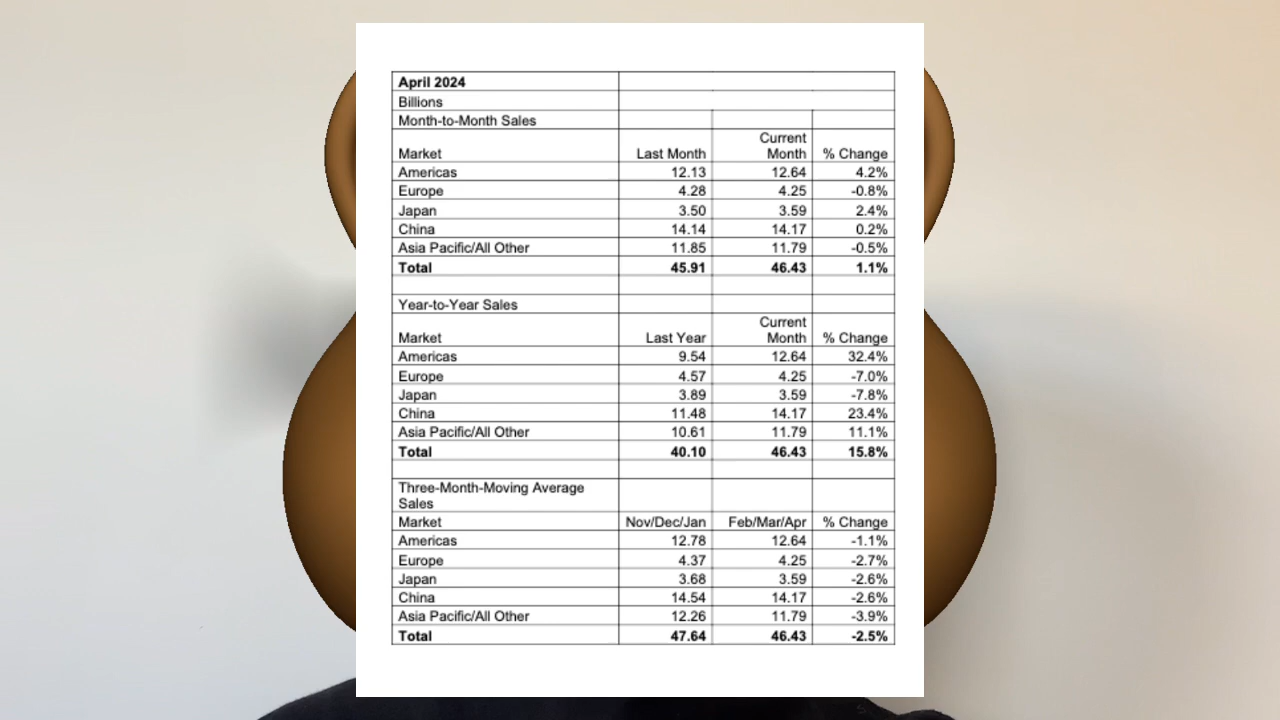 April 2024
Billions
Month-to-Month Sales
Current
Market Last Month Month % Change
Americas 12.13 12.64 4.2%
Europe 4.28 4.25 -0.8%
Japan 3.50 3.59 2.4%
China 14.14 14.17 0.2%
Asia Pacific/All Other 11.85 11.79 -0.5%
Total 45.91 46.43 1.1%
Year-to-Year Sales
Current
Market Last Year Month % Change
Americas 9.54 12.64 32.4%
Europe 4.57 4.25 -7.0%
Japan 3.89 3.59 -7.8%
China 11.48 14.17 23.4%
Asia Pacific/All Other 10.61 11.79 11.1%
Total 40.10 46.43 15.8%
Three-Month-Moving Average
Sales
Market Nov/Dec/Jan Feb/Mar/Apr % Change
Americas 12.78 12.64 -1.1%
Europe 4.37 4.25 -2.7%
Japan 3.68 3.59 -2.6%
China 14.54 14.17 -2.6%
Asia Pacific/All Other 12.26 11.79 -3.9%
Total 47.64 46.43 -2.5%